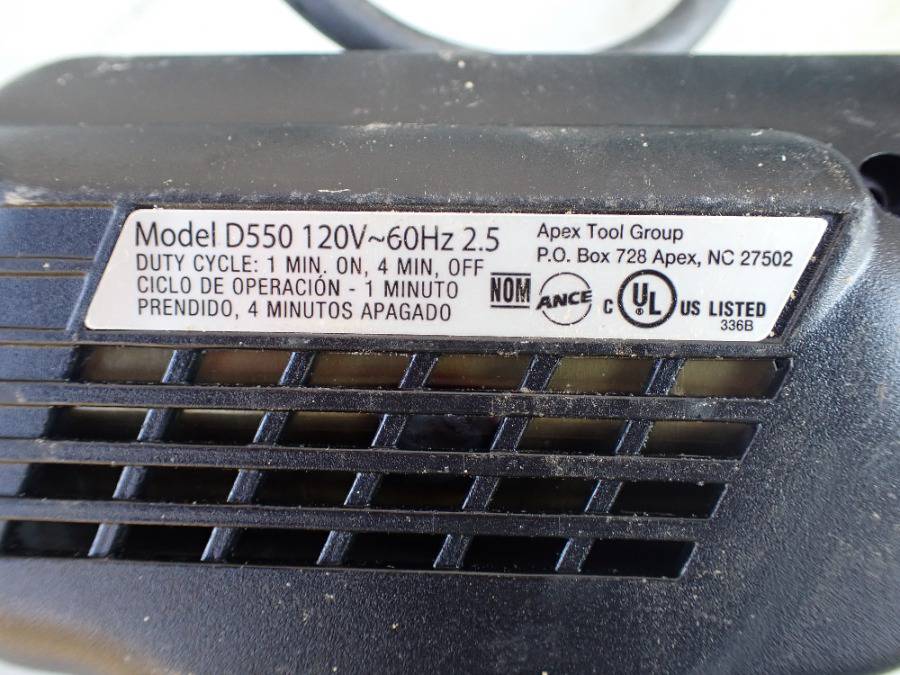 Model D550 120V~60Hz 2.5
DUTY CYCLE: 1 MIN. ON, 4 MIN, OFF
CICLO DE OPERACIÓN - 1 MINUTO
PRENDIDO, 4 MINUTOS APAGADO
NOM
ANCE
Apex Tool Group
P.O. Box 728 Apex, NC 27502
C UL ® US LISTED
336B